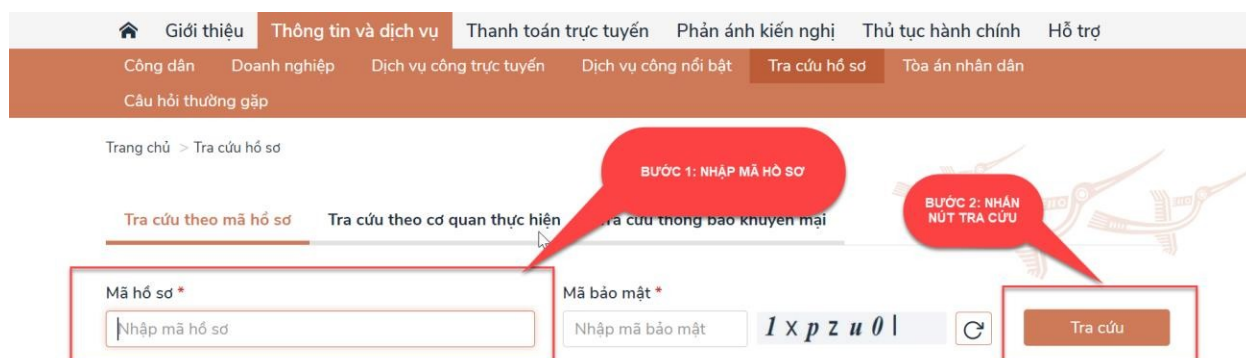 Giới thiệu Thông tin và dịch vụ Thanh toán trực tuyến Phản ánh kiến nghị Thủ tục hành chính Hỗ trợ
Công dân Doanh nghiệp Dịch vụ công trực tuyến Dịch vụ công nổi bật Tra cứu hồ sơ Tòa án nhân dân
Câu hỏi thường gặp
Trang chủ > Tra cứu hồ sơ
BƯỚC 1: NHẬP MÃ HỒ SƠ
BƯỚC 2: NHẤN
NÚT TRA CỨU
Tra cứu theo mã hồ sơ Tra cứu theo cơ quan thực hiện Tra cứu thông báo khuyến mại
Mã hồ sơ * Mã bảo mật *
Nhập mã hồ sơ Nhập mã bảo mật 1 x p z u 0 l Tra cứu